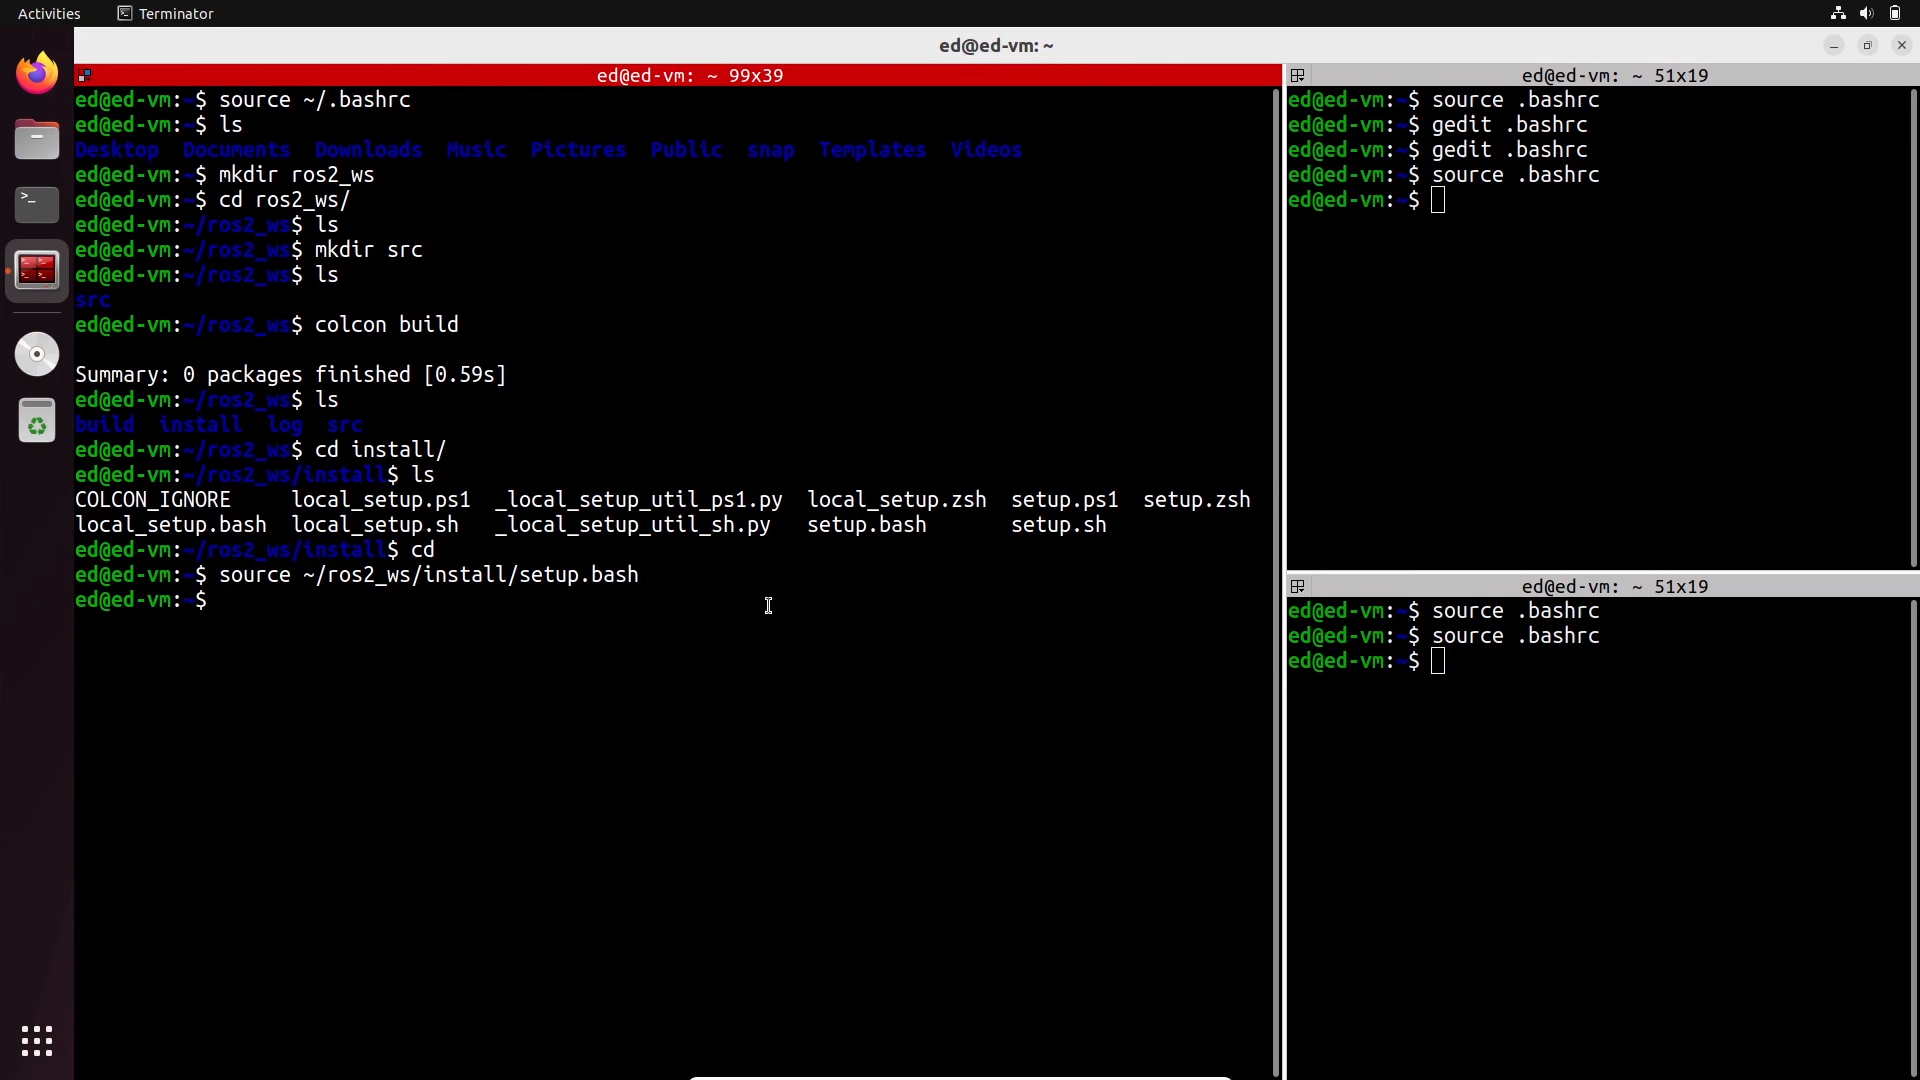 Activities Terminator
ed@ed-vm: ~
ed@ed-vm: ~ 99x39
ed@ed-vm:~$ source ~/.bashrc
ed@ed-vm:~$ ls
Desktop Documents Downloads Music Pictures Public snap Templates Videos
ed@ed-vm:~$ mkdir ros2_ws
ed@ed-vm:~$ cd ros2_ws/
ed@ed-vm:~/ros2_ws$ ls
ed@ed-vm:~/ros2_ws$ mkdir src
ed@ed-vm:~/ros2_ws$ ls
src
ed@ed-vm:~/ros2_ws$ colcon build
Summary: 0 packages finished [0.59s]
ed@ed-vm:~/ros2_ws$ ls
build install log src
ed@ed-vm:~/ros2_ws$ cd install/
ed@ed-vm:~/ros2_ws/install$ ls
COLCON_IGNORE local_setup.ps1 _local_setup_util_ps1.py local_setup.zsh setup.ps1 setup.zsh
local_setup.bash local_setup.sh _local_setup_util_sh.py setup.bash setup.sh
ed@ed-vm:~/ros2_ws/install$ cd
ed@ed-vm:~$ source ~/ros2_ws/install/setup.bash
ed@ed-vm:~$
ed@ed-vm: ~ 51x19
ed@ed-vm:~$ source .bashrc
ed@ed-vm:~$ gedit .bashrc
ed@ed-vm:~$ gedit .bashrc
ed@ed-vm:~$ source .bashrc
ed@ed-vm:~$
ed@ed-vm: ~ 51x19
ed@ed-vm:~$ source .bashrc
ed@ed-vm:~$ source .bashrc
ed@ed-vm:~$